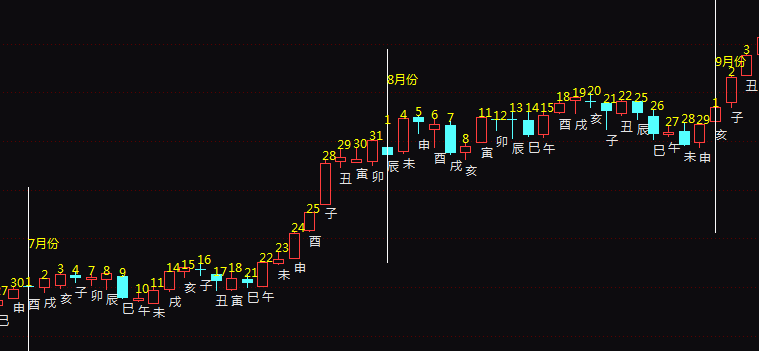 7月份
8月份
9月份
27 30 1 2 3 4 7 8 9 10 11 14 15 16 17 18 21 22 23 24 25 28 29 30 31 1 4 5 6 7 8 11 12 13 14 15 18 19 20 21 22 25 26 27 28 29 1 2 3
巳 申 酉 戌 亥 子 卯 辰 巳 午 未 戌 亥 子 丑 寅 巳 午 未 申 酉 子 丑 寅 卯 辰 未 申 酉 戌 亥 寅 卯 辰 巳 午 酉 戌 亥 子 丑 辰 巳 午 未 申 亥 子 丑